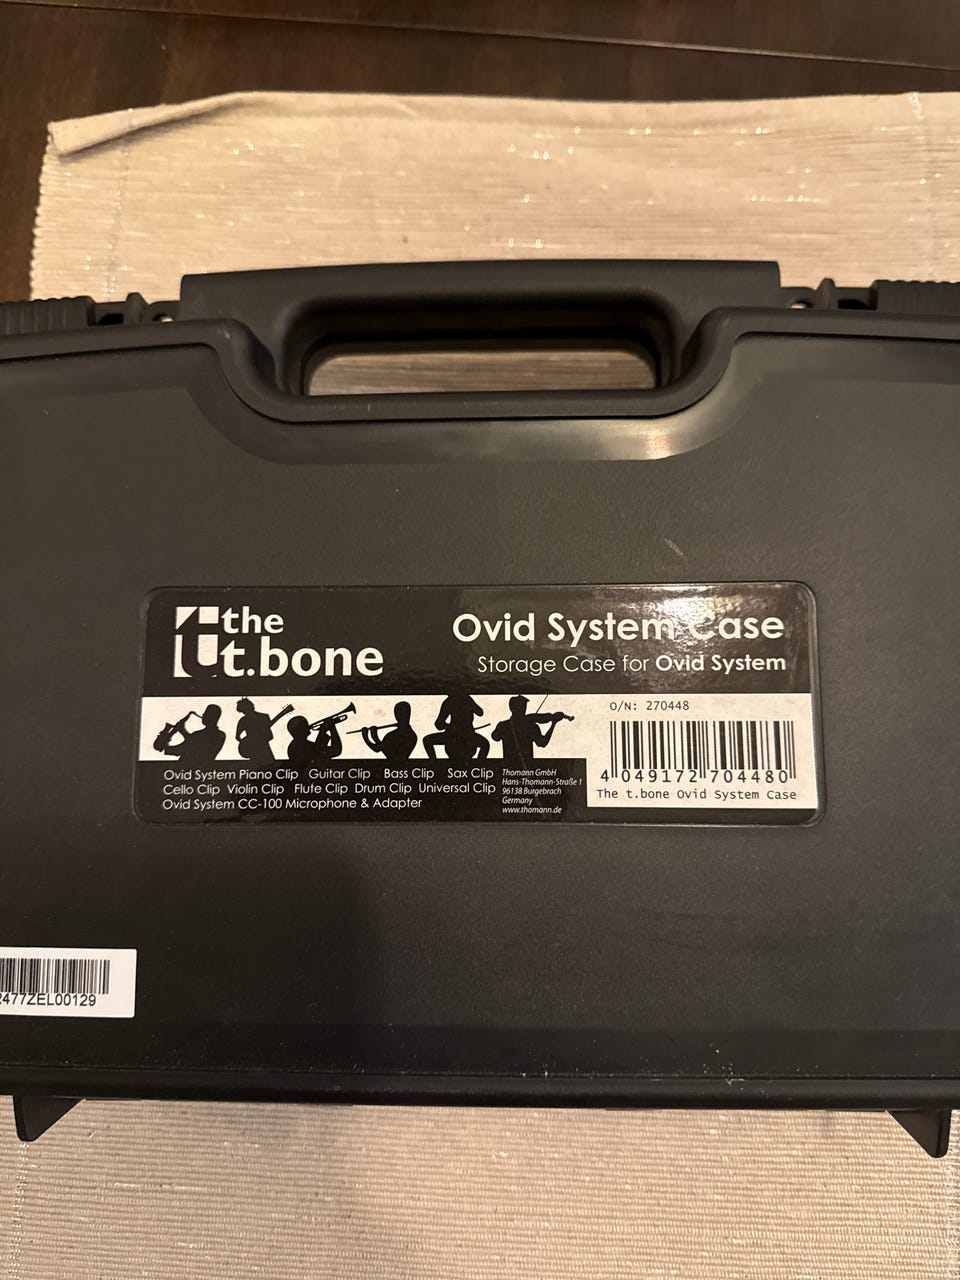 the
t.bone
Ovid System Case
Storage Case for Ovid System
O/N: 270448
4 049172 704480
The t.bone Ovid System Case
Ovid System Piano Clip Guitar Clip Bass Clip Sax Clip
Cello Clip Violin Clip Flute Clip Drum Clip Universal Clip
Ovid System CC-100 Microphone & Adapter
Thomann GmbH
Hans-Thomann-Straße 1
96138 Burgebrach
Germany
www.thomann.de
2477ZEL00129